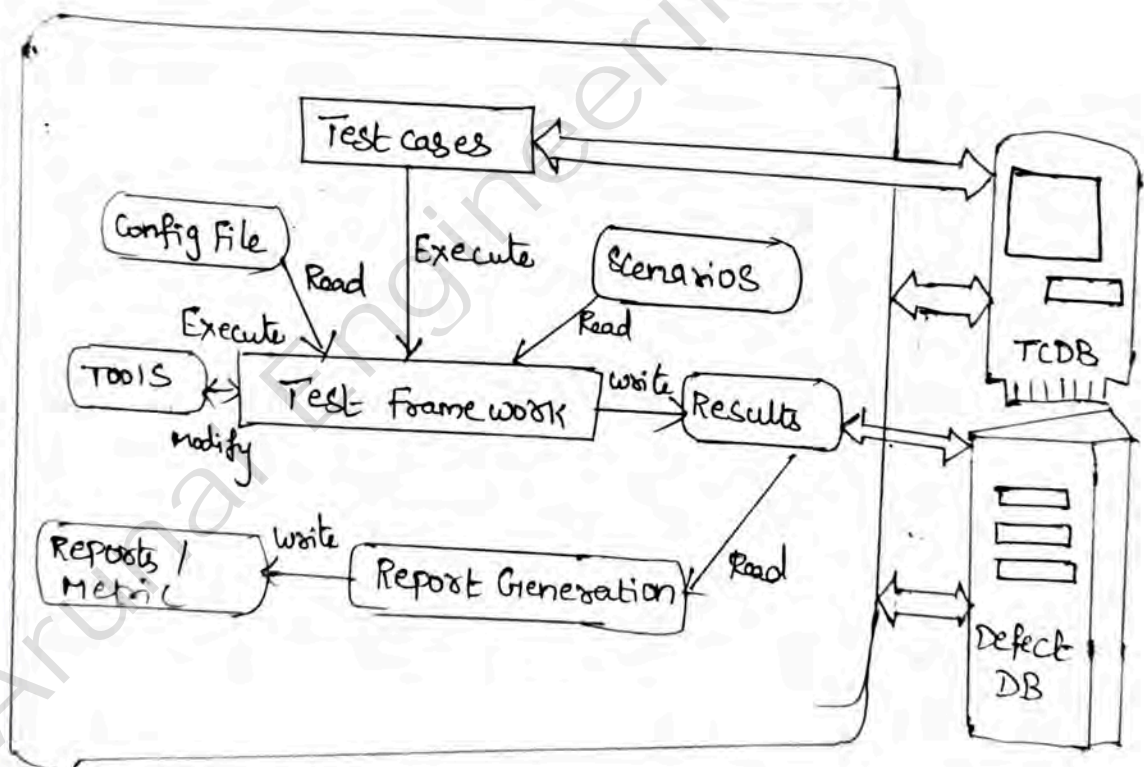 Test cases
Config File
Execute
Scenarios
Read
Read
Execute
TCDB
TOOlS
Test Framework
write
Results
Modify
Reports /
Metric
write
Report Generation
Read
Defect
DB